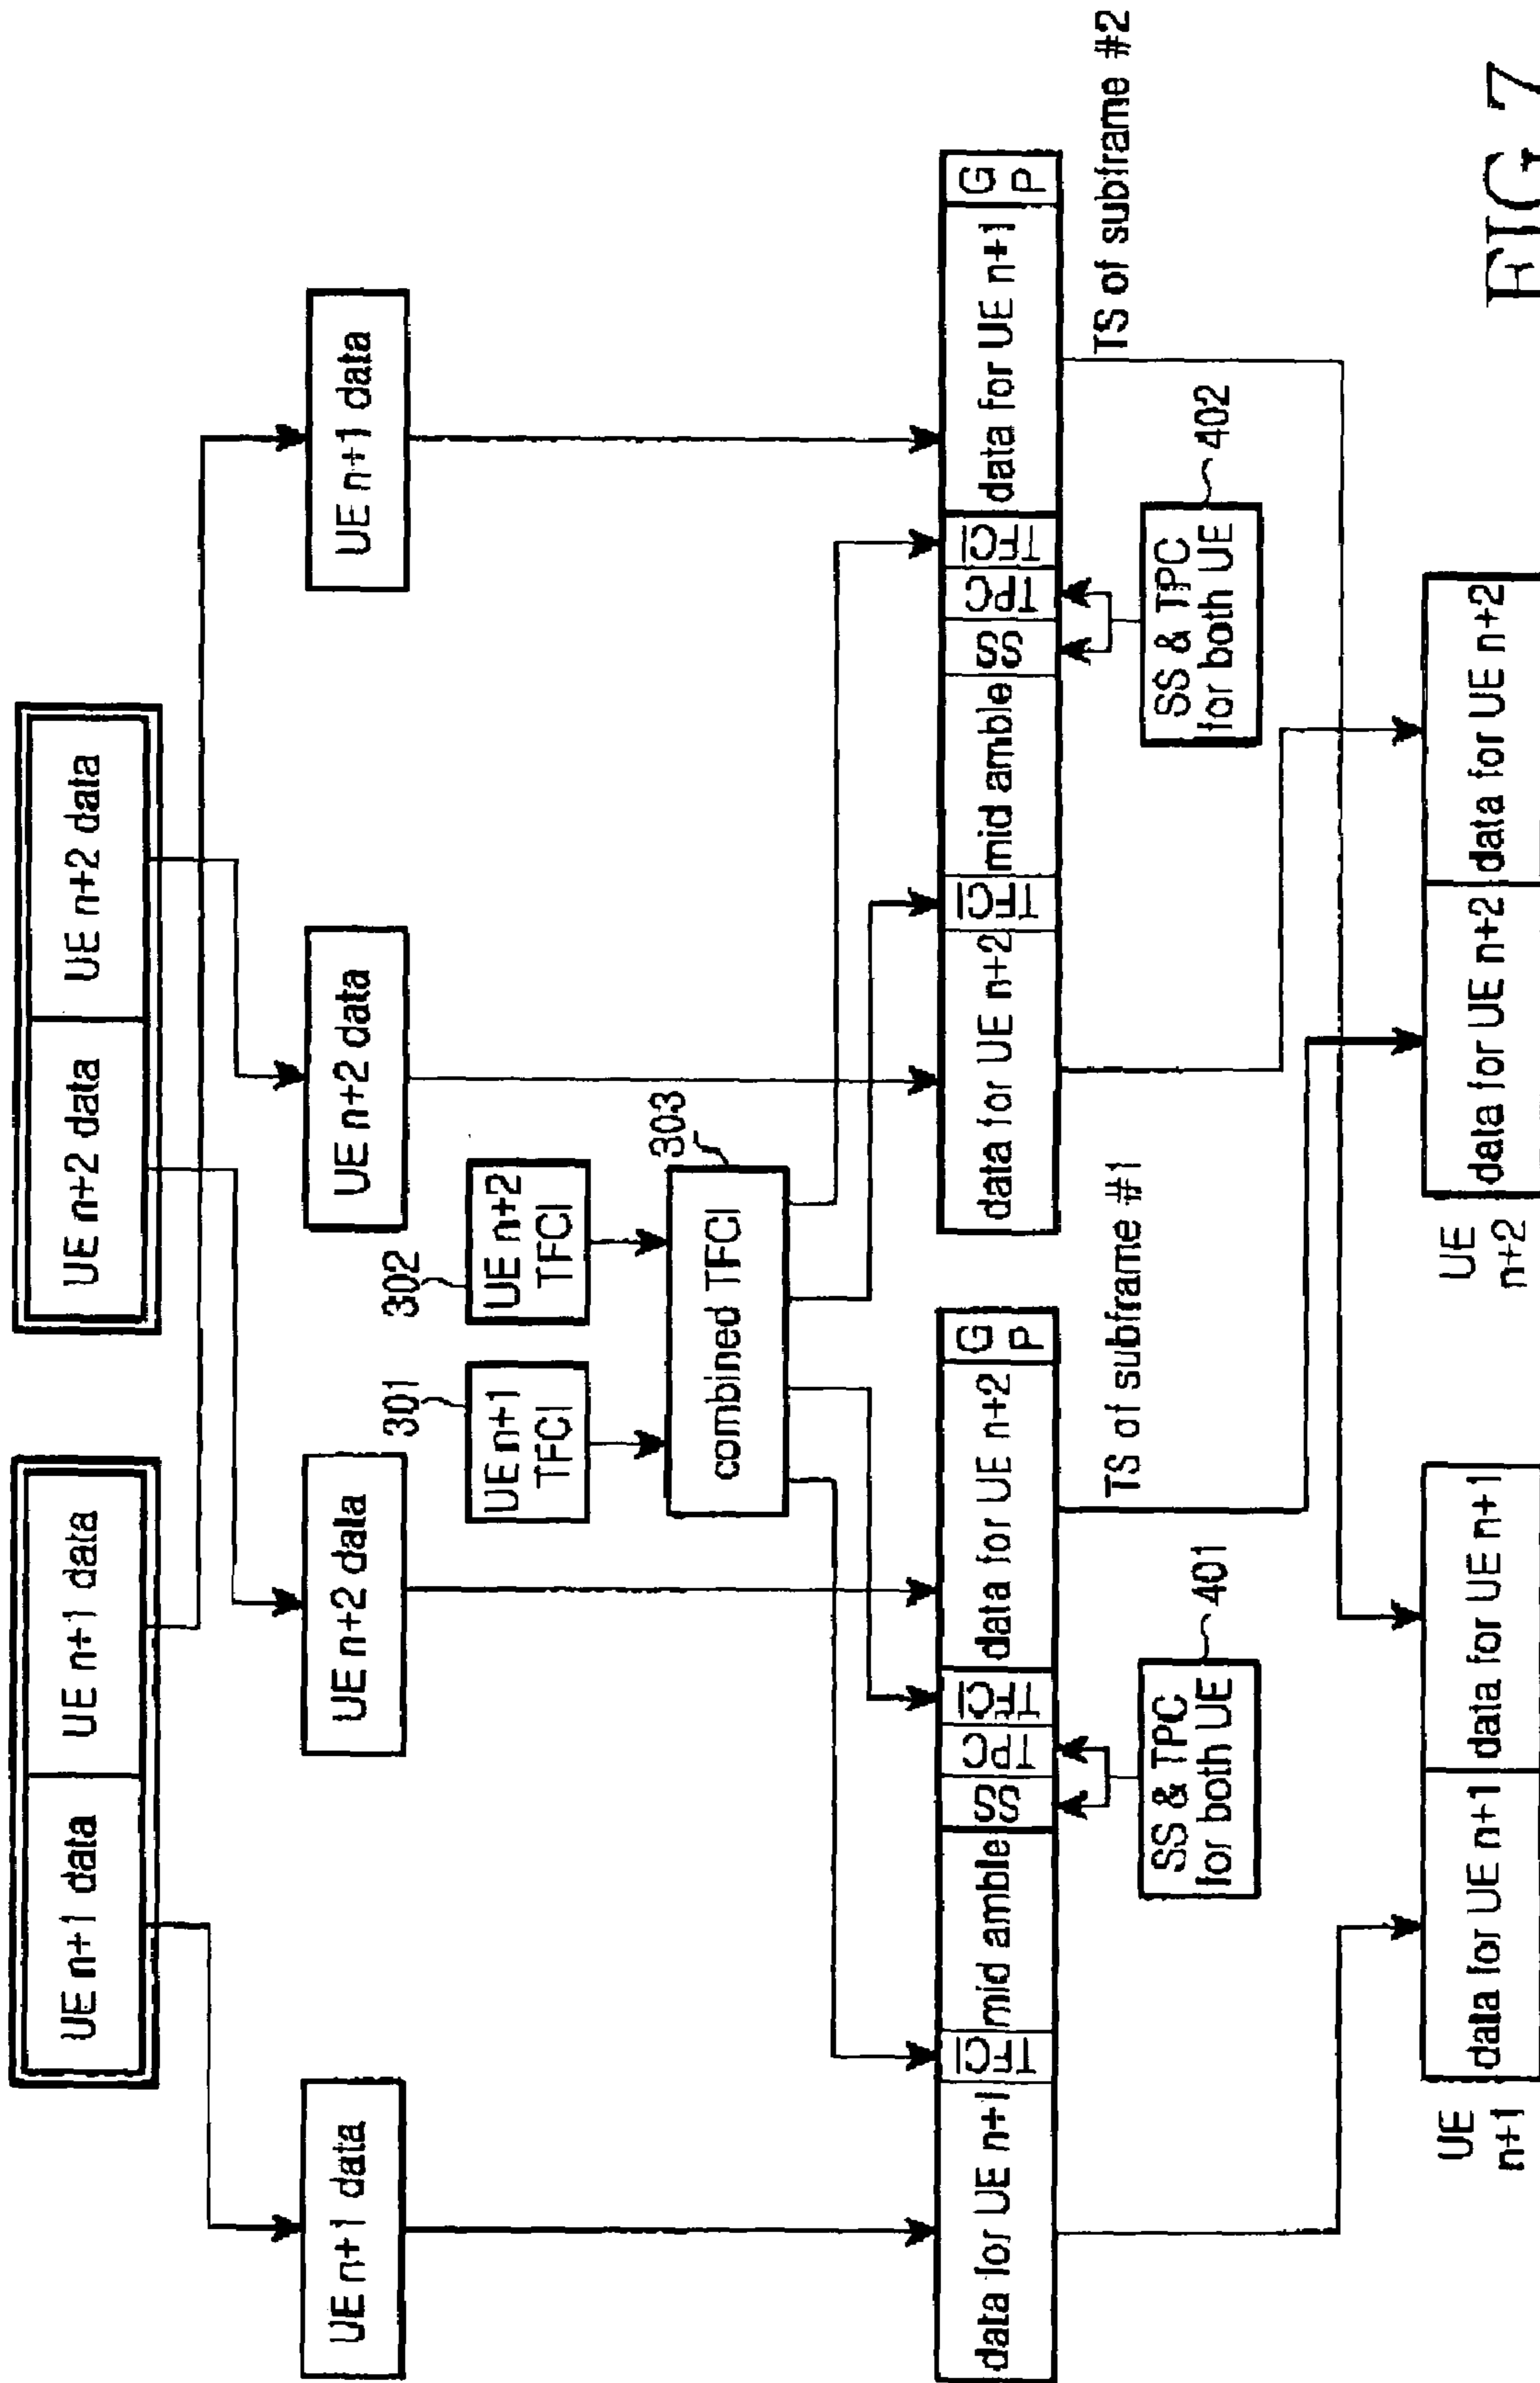 UE n+1 data UE n+1 data
UE n+2 data UE n+2 data
UE n+1 data
UE n+2 data
UE n+2 data
UE n+1 data
301
UE n+1
TFCI
302
UE n+2
TFCI
303
combined TFCI
data for UE n+1 TFCI mid amble SS TPC TFCI data for UE n+2 GP
data for UE n+2 TFCI mid amble SS TPC TFCI data for UE n+1 GP
TS of subframe #1
TS of subframe #2
SS & TPC
for both UE
401
SS & TPC
for both UE
402
UE
n+1
data for UE n+1 data for UE n+1
UE
n+2
data for UE n+2 data for UE n+2
FIG 7